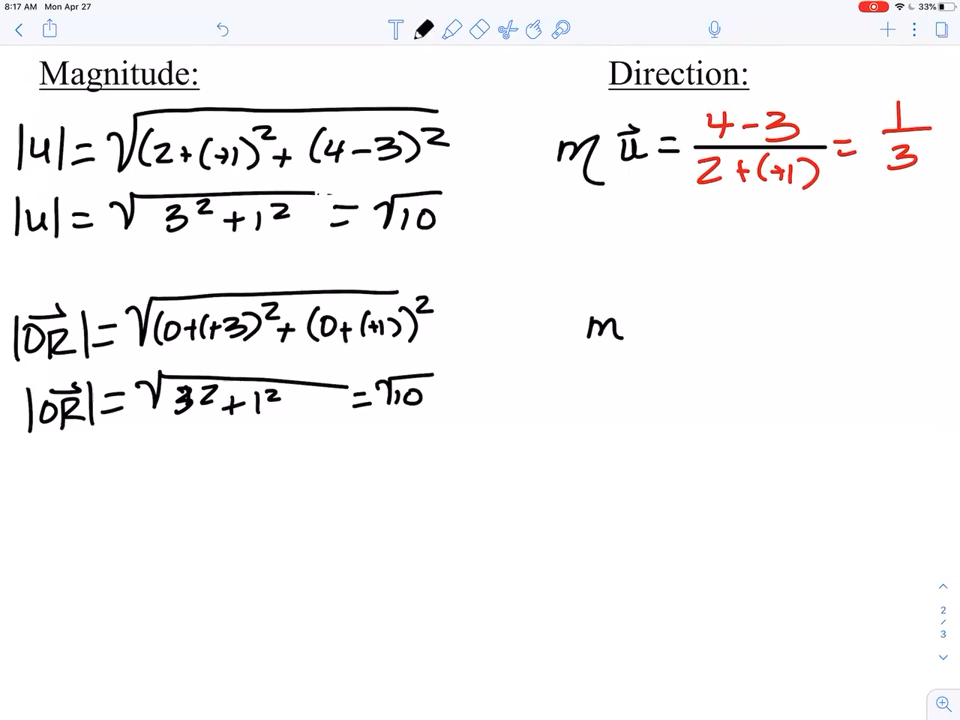 8:17 AM Mon Apr 27
33%
Magnitude:
|u| = √(2+(+1))² + (4-3)²
|u| = √3² + 1² = √10
|OR| = √(0+(+3))² + (0+(+1))²
|OR| = √3² + 1² = √10
Direction:
m u⃗ = 4-3 / 2+(+1) = 1/3
m
2
/
3